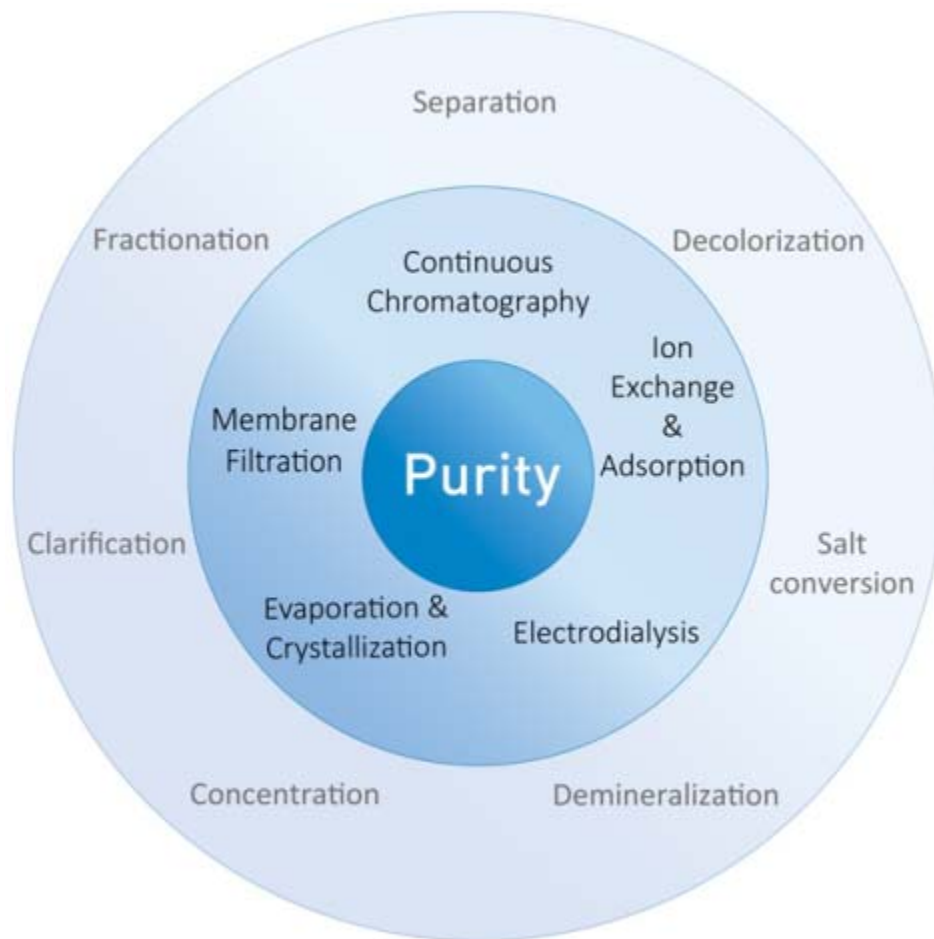 Separation
Fractionation
Decolorization
Continuous
Chromatography
Ion
Exchange
&
Adsorption
Membrane
Filtration
Purity
Clarification
Salt
conversion
Evaporation &
Crystallization
Electrodialysis
Concentration
Demineralization